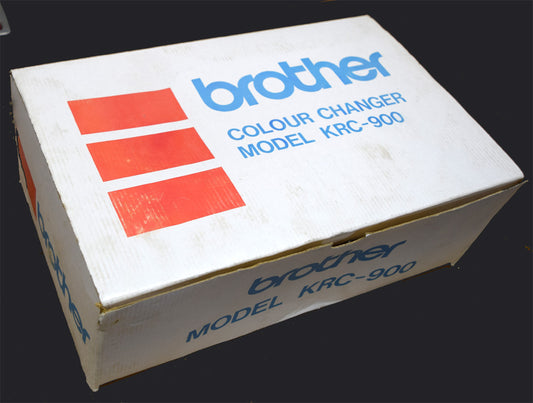 brother
COLOUR CHANGER
MODEL KRC-900
brother
MODEL KRC-900